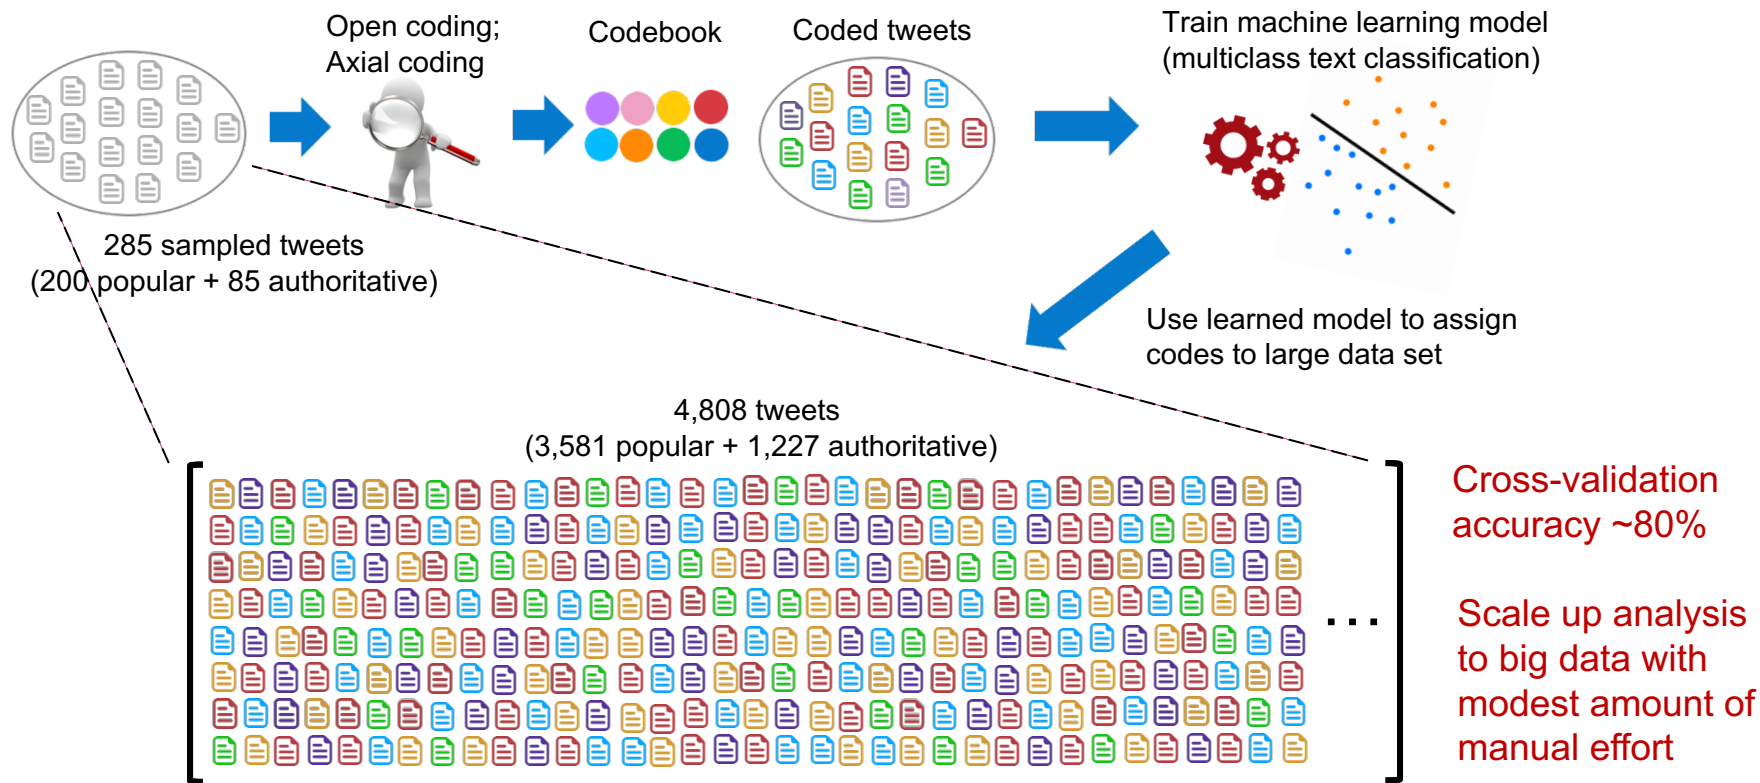 Open coding;
Axial coding
Codebook
Coded tweets
Train machine learning model
(multiclass text classification)
285 sampled tweets
(200 popular + 85 authoritative)
Use learned model to assign
codes to large data set
4,808 tweets
(3,581 popular + 1,227 authoritative)
...
Cross-validation
accuracy ~80%
Scale up analysis
to big data with
modest amount of
manual effort